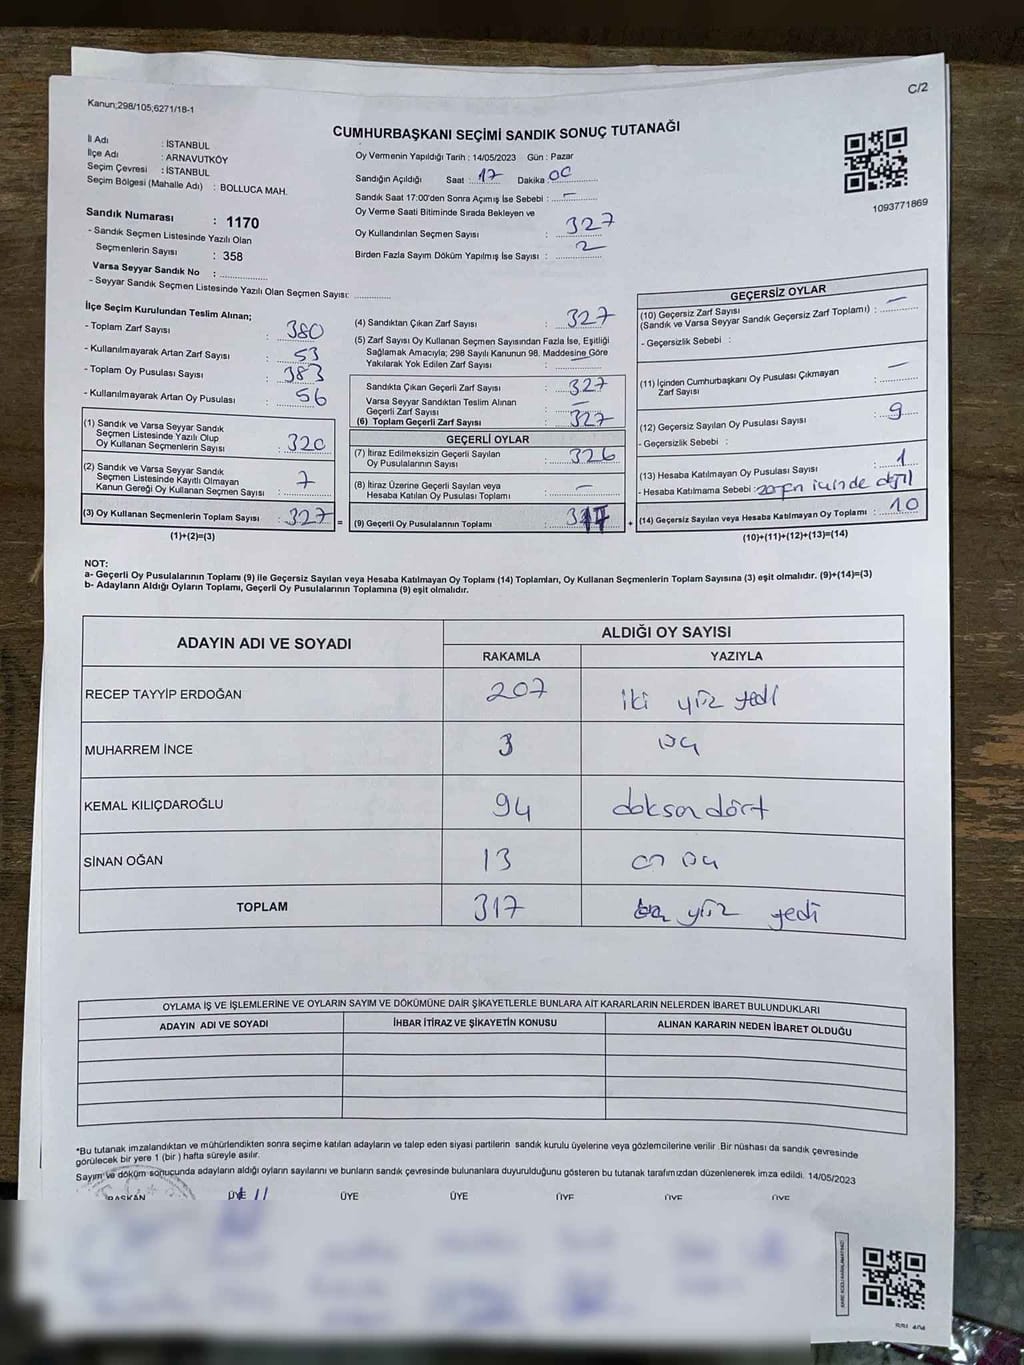 C/2
Kanun;298/105;6271/18-1
CUMHURBAŞKANI SEÇİMİ SANDIK SONUÇ TUTANAĞI
İl Adı : İSTANBUL
İlçe Adı : ARNAVUTKÖY
Seçim Çevresi : İSTANBUL
Seçim Bölgesi (Mahalle Adı) : BOLLUCA MAH.
Sandık Numarası : 1170
- Sandık Seçmen Listesinde Yazılı Olan
Seçmenlerin Sayısı : 358
Varsa Seyyar Sandık No :
- Seyyar Sandık Seçmen Listesinde Yazılı Olan Seçmen Sayısı:
Oy Vermenin Yapıldığı Tarih : 14/05/2023 Gün : Pazar
Sandığın Açıldığı Saat : 17 Dakika 00
Sandık Saat 17:00'den Sonra Açımış İse Sebebi : –
Oy Verme Saati Bitiminde Sırada Bekleyen ve
Oy Kullandırılan Seçmen Sayısı : 327
Birden Fazla Sayım Döküm Yapılmış İse Sayısı : 2
1093771869
İlçe Seçim Kurulundan Teslim Alınan;
- Toplam Zarf Sayısı : 380
- Kullanılmayarak Artan Zarf Sayısı : 53
- Toplam Oy Pusulası Sayısı : 383
- Kullanılmayarak Artan Oy Pusulası : 56
(1) Sandık ve Varsa Seyyar Sandık
Seçmen Listesinde Yazılı Olup
Oy Kullanan Seçmenlerin Sayısı : 320
(2) Sandık ve Varsa Seyyar Sandık
Seçmen Listesinde Kayıtlı Olmayan
Kanun Gereği Oy Kullanan Seçmen Sayısı : 7
(3) Oy Kullanan Seçmenlerin Toplam Sayısı : 327 =
(1)+(2)=(3)
(4) Sandıktan Çıkan Zarf Sayısı : 327
(5) Zarf Sayısı Oy Kullanan Seçmen Sayısından Fazla İse, Eşitliği
Sağlamak Amacıyla; 298 Sayılı Kanunun 98. Maddesine Göre
Yakılarak Yok Edilen Zarf Sayısı : –
Sandıkta Çıkan Geçerli Zarf Sayısı : 327
Varsa Seyyar Sandıktan Teslim Alınan
Geçerli Zarf Sayısı : –
(6) Toplam Geçerli Zarf Sayısı : 327
GEÇERLİ OYLAR
(7) İtiraz Edilmeksizin Geçerli Sayılan
Oy Pusulalarının Sayısı : 326
(8) İtiraz Üzerine Geçerli Sayılan veya
Hesaba Katılan Oy Pusulası Toplamı : –
(9) Geçerli Oy Pusulalarının Toplamı : 317 +
GEÇERSİZ OYLAR
(10) Geçersiz Zarf Sayısı
(Sandık ve Varsa Seyyar Sandık Geçersiz Zarf Toplamı) : –
- Geçersizlik Sebebi :
(11) İçinden Cumhurbaşkanı Oy Pusulası Çıkmayan
Zarf Sayısı : –
(12) Geçersiz Sayılan Oy Pusulası Sayısı : 9
- Geçersizlik Sebebi :
(13) Hesaba Katılmayan Oy Pusulası Sayısı : 1
- Hesaba Katılmama Sebebi : zarfın içinde değil
(14) Geçersiz Sayılan veya Hesaba Katılmayan Oy Toplamı : 10
(10)+(11)+(12)+(13)=(14)
NOT:
a- Geçerli Oy Pusulalarının Toplamı (9) ile Geçersiz Sayılan veya Hesaba Katılmayan Oy Toplamı (14) Toplamları, Oy Kullanan Seçmenlerin Toplam Sayısına (3) eşit olmalıdır. (9)+(14)=(3)
b- Adayların Aldığı Oyların Toplamı, Geçerli Oy Pusulalarının Toplamına (9) eşit olmalıdır.
ADAYIN ADI VE SOYADI ALDIĞI OY SAYISI
RAKAMLA YAZIYLA
RECEP TAYYİP ERDOĞAN 207 iki yüz yedi
MUHARREM İNCE 3 üç
KEMAL KILIÇDAROĞLU 94 doksan dört
SİNAN OĞAN 13 on üç
TOPLAM 317 yüz yedi
OYLAMA İŞ VE İŞLEMLERİNE VE OYLARIN SAYIM VE DÖKÜMÜNE DAİR ŞİKAYETLERLE BUNLARA AİT KARARLARIN NELERDEN İBARET BULUNDUKLARI
ADAYIN ADI VE SOYADI İHBAR İTİRAZ VE ŞİKAYETİN KONUSU ALINAN KARARIN NEDEN İBARET OLDUĞU
*Bu tutanak imzalandıktan ve mühürlendikten sonra seçime katılan adayların ve talep eden siyasi partilerin sandık kurulu üyelerine veya gözlemcilerine verilir .Bir nüshası da sandık çevresinde
görülecek bir yere 1 (bir ) hafta süreyle asılır.
Sayım ve döküm sonucunda adayların aldığı oyların sayılarını ve bunların sandık çevresinde bulunanlara duyurulduğunu gösteren bu tutanak tarafımızdan düzenlenerek imza edildi. 14/05/2023
BAŞKAN ÜYE ÜYE ÜYE ÜYE ÜYE ÜYE